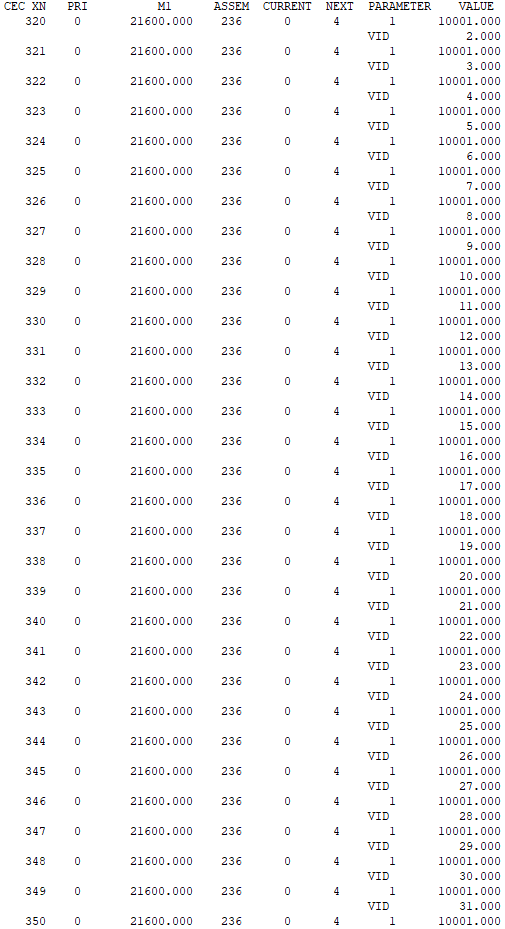 CEC XN PRI M1 ASSEM CURRENT NEXT PARAMETER VALUE
320 0 21600.000 236 0 4 1 10001.000
VID 2.000
321 0 21600.000 236 0 4 1 10001.000
VID 3.000
322 0 21600.000 236 0 4 1 10001.000
VID 4.000
323 0 21600.000 236 0 4 1 10001.000
VID 5.000
324 0 21600.000 236 0 4 1 10001.000
VID 6.000
325 0 21600.000 236 0 4 1 10001.000
VID 7.000
326 0 21600.000 236 0 4 1 10001.000
VID 8.000
327 0 21600.000 236 0 4 1 10001.000
VID 9.000
328 0 21600.000 236 0 4 1 10001.000
VID 10.000
329 0 21600.000 236 0 4 1 10001.000
VID 11.000
330 0 21600.000 236 0 4 1 10001.000
VID 12.000
331 0 21600.000 236 0 4 1 10001.000
VID 13.000
332 0 21600.000 236 0 4 1 10001.000
VID 14.000
333 0 21600.000 236 0 4 1 10001.000
VID 15.000
334 0 21600.000 236 0 4 1 10001.000
VID 16.000
335 0 21600.000 236 0 4 1 10001.000
VID 17.000
336 0 21600.000 236 0 4 1 10001.000
VID 18.000
337 0 21600.000 236 0 4 1 10001.000
VID 19.000
338 0 21600.000 236 0 4 1 10001.000
VID 20.000
339 0 21600.000 236 0 4 1 10001.000
VID 21.000
340 0 21600.000 236 0 4 1 10001.000
VID 22.000
341 0 21600.000 236 0 4 1 10001.000
VID 23.000
342 0 21600.000 236 0 4 1 10001.000
VID 24.000
343 0 21600.000 236 0 4 1 10001.000
VID 25.000
344 0 21600.000 236 0 4 1 10001.000
VID 26.000
345 0 21600.000 236 0 4 1 10001.000
VID 27.000
346 0 21600.000 236 0 4 1 10001.000
VID 28.000
347 0 21600.000 236 0 4 1 10001.000
VID 29.000
348 0 21600.000 236 0 4 1 10001.000
VID 30.000
349 0 21600.000 236 0 4 1 10001.000
VID 31.000
350 0 21600.000 236 0 4 1 10001.000